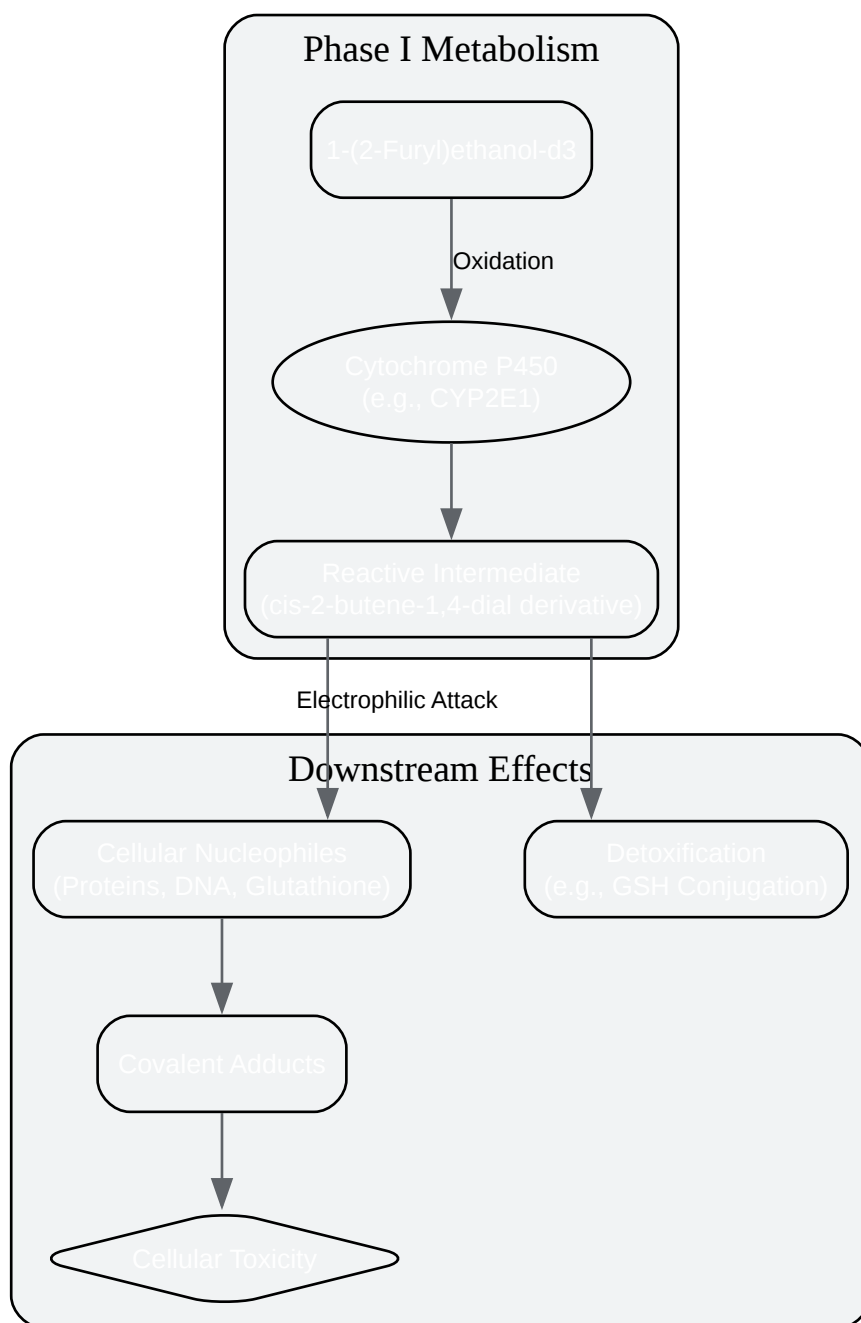 Phase I Metabolism
1-(2-Furyl)ethanol-d3
Oxidation
Cytochrome P450
(e.g., CYP2E1)
Reactive Intermediate
(cis-2-butene-1,4-dial derivative)
Electrophilic Attack
Downstream Effects
Cellular Nucleophiles
(Proteins, DNA, Glutathione)
Detoxification
(e.g., GSH Conjugation)
Covalent Adducts
Cellular Toxicity